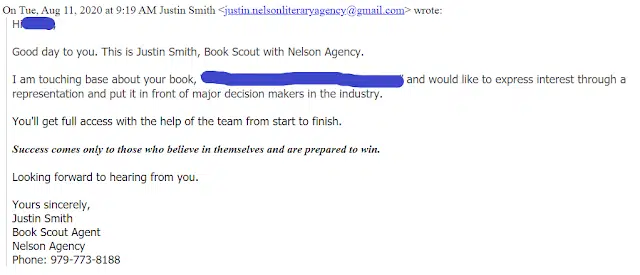 On Tue, Aug 11, 2020 at 9:19 AM Justin Smith <justin.nelsonliteraryagency@gmail.com> wrote:
Hi
Good day to you. This is Justin Smith, Book Scout with Nelson Agency.
I am touching base about your book, and would like to express interest through a
representation and put it in front of major decision makers in the industry.
You'll get full access with the help of the team from start to finish.
Success comes only to those who believe in themselves and are prepared to win.
Looking forward to hearing from you.
Yours sincerely,
Justin Smith
Book Scout Agent
Nelson Agency
Phone: 979-773-8188